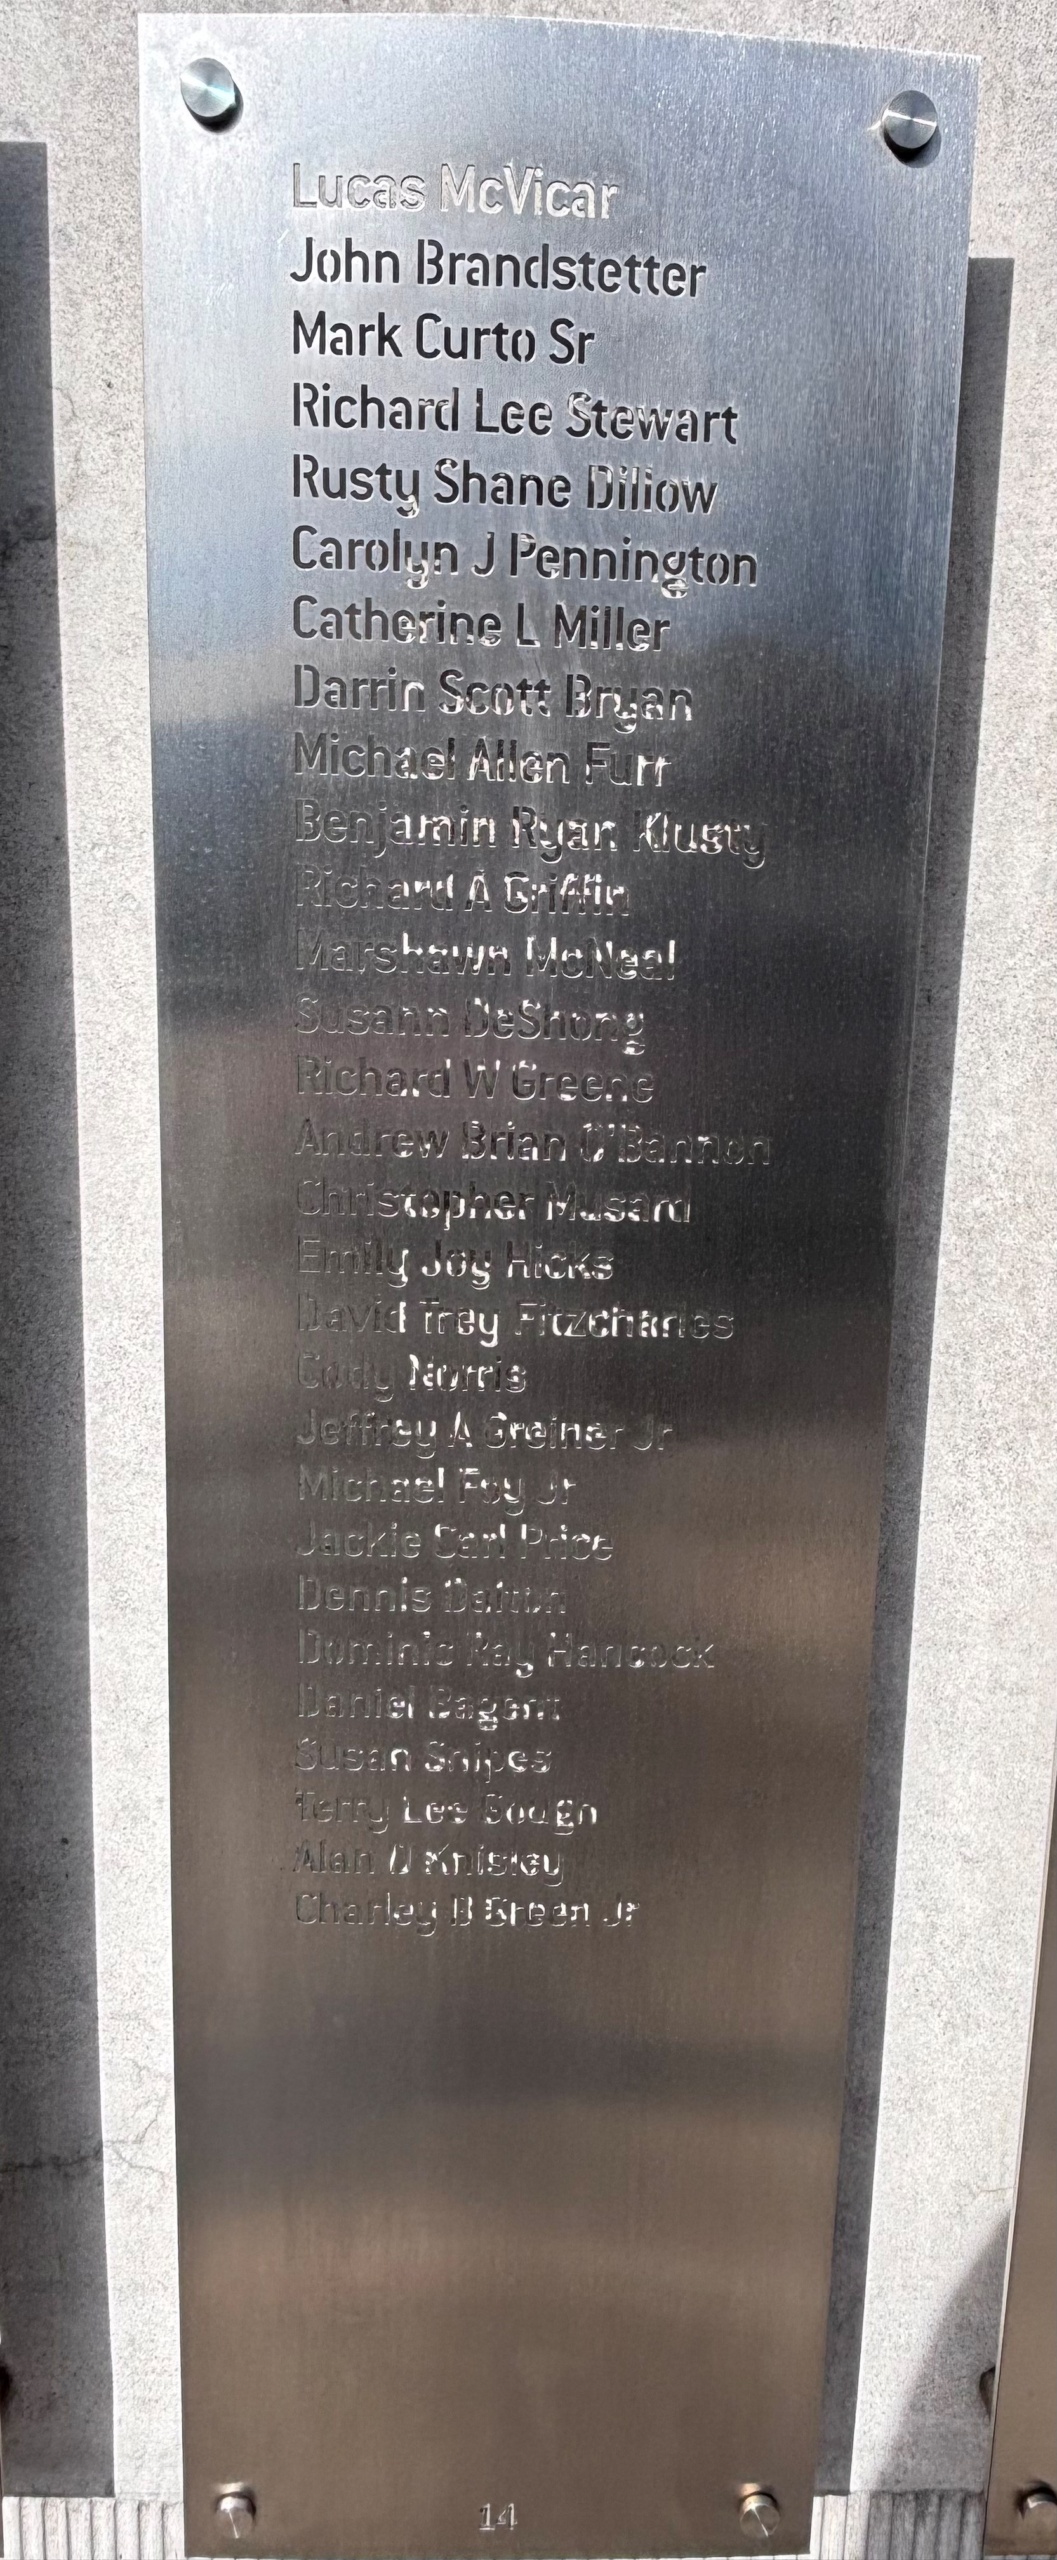 Lucas McVicar
John Brandstetter
Mark Curto Sr
Richard Lee Stewart
Rusty Shane Dillow
Carolyn J Pennington
Catherine L Miller
Darrin Scott Bryan
Michael Allen Furr
Benjamin Ryan Klusty
Richard A Griffin
Marshawn McNeal
Susann DeShong
Richard W Greene
Andrew Brian O'Bannon
Christopher Musard
Emily Joy Hicks
David Trey Fitzcharles
Cody Norris
Jeffrey A Greiner Jr
Michael Foy Jr
Jackie Carl Price
Dennis Dalton
Dominic Ray Hancock
Daniel Bagent
Susan Snipes
Terry Lee Gough
Alan D Knisley
Charley B Green Jr
14